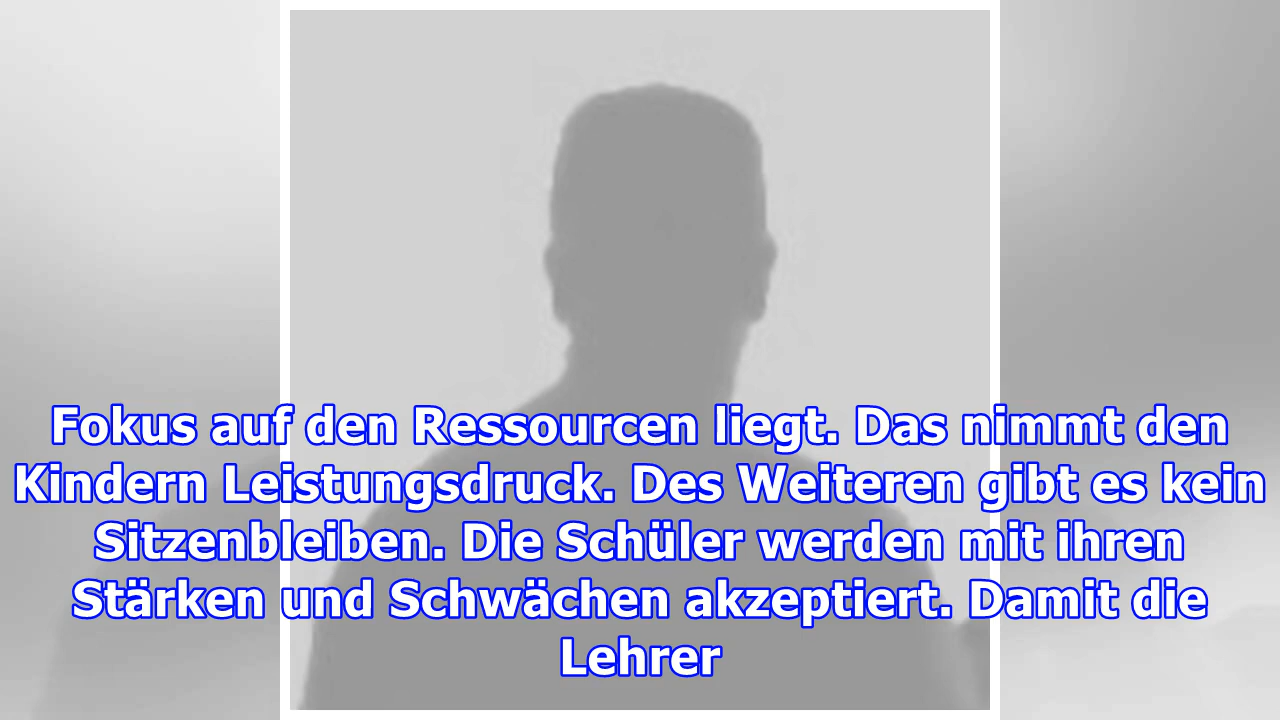 Fokus auf den Ressourcen liegt. Das nimmt den
Kindern Leistungsdruck. Des Weiteren gibt es kein
Sitzenbleiben. Die Schüler werden mit ihren
Stärken und Schwächen akzeptiert. Damit die
Lehrer